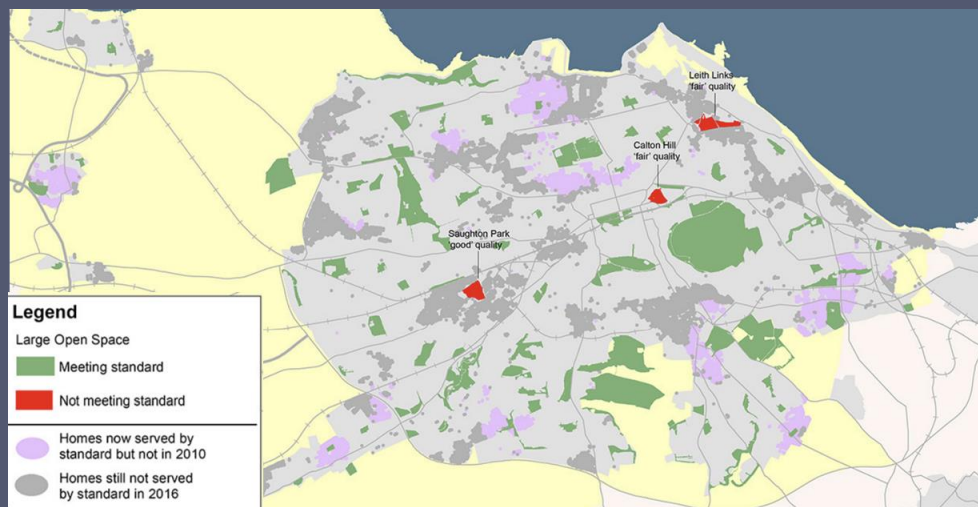 Leith Links
'fair' quality
Calton Hill
'fair' quality
Saughton Park
'good' quality
Legend
Large Open Space
Meeting standard
Not meeting standard
Homes now served by
standard but not in 2010
Homes still not served
by standard in 2016